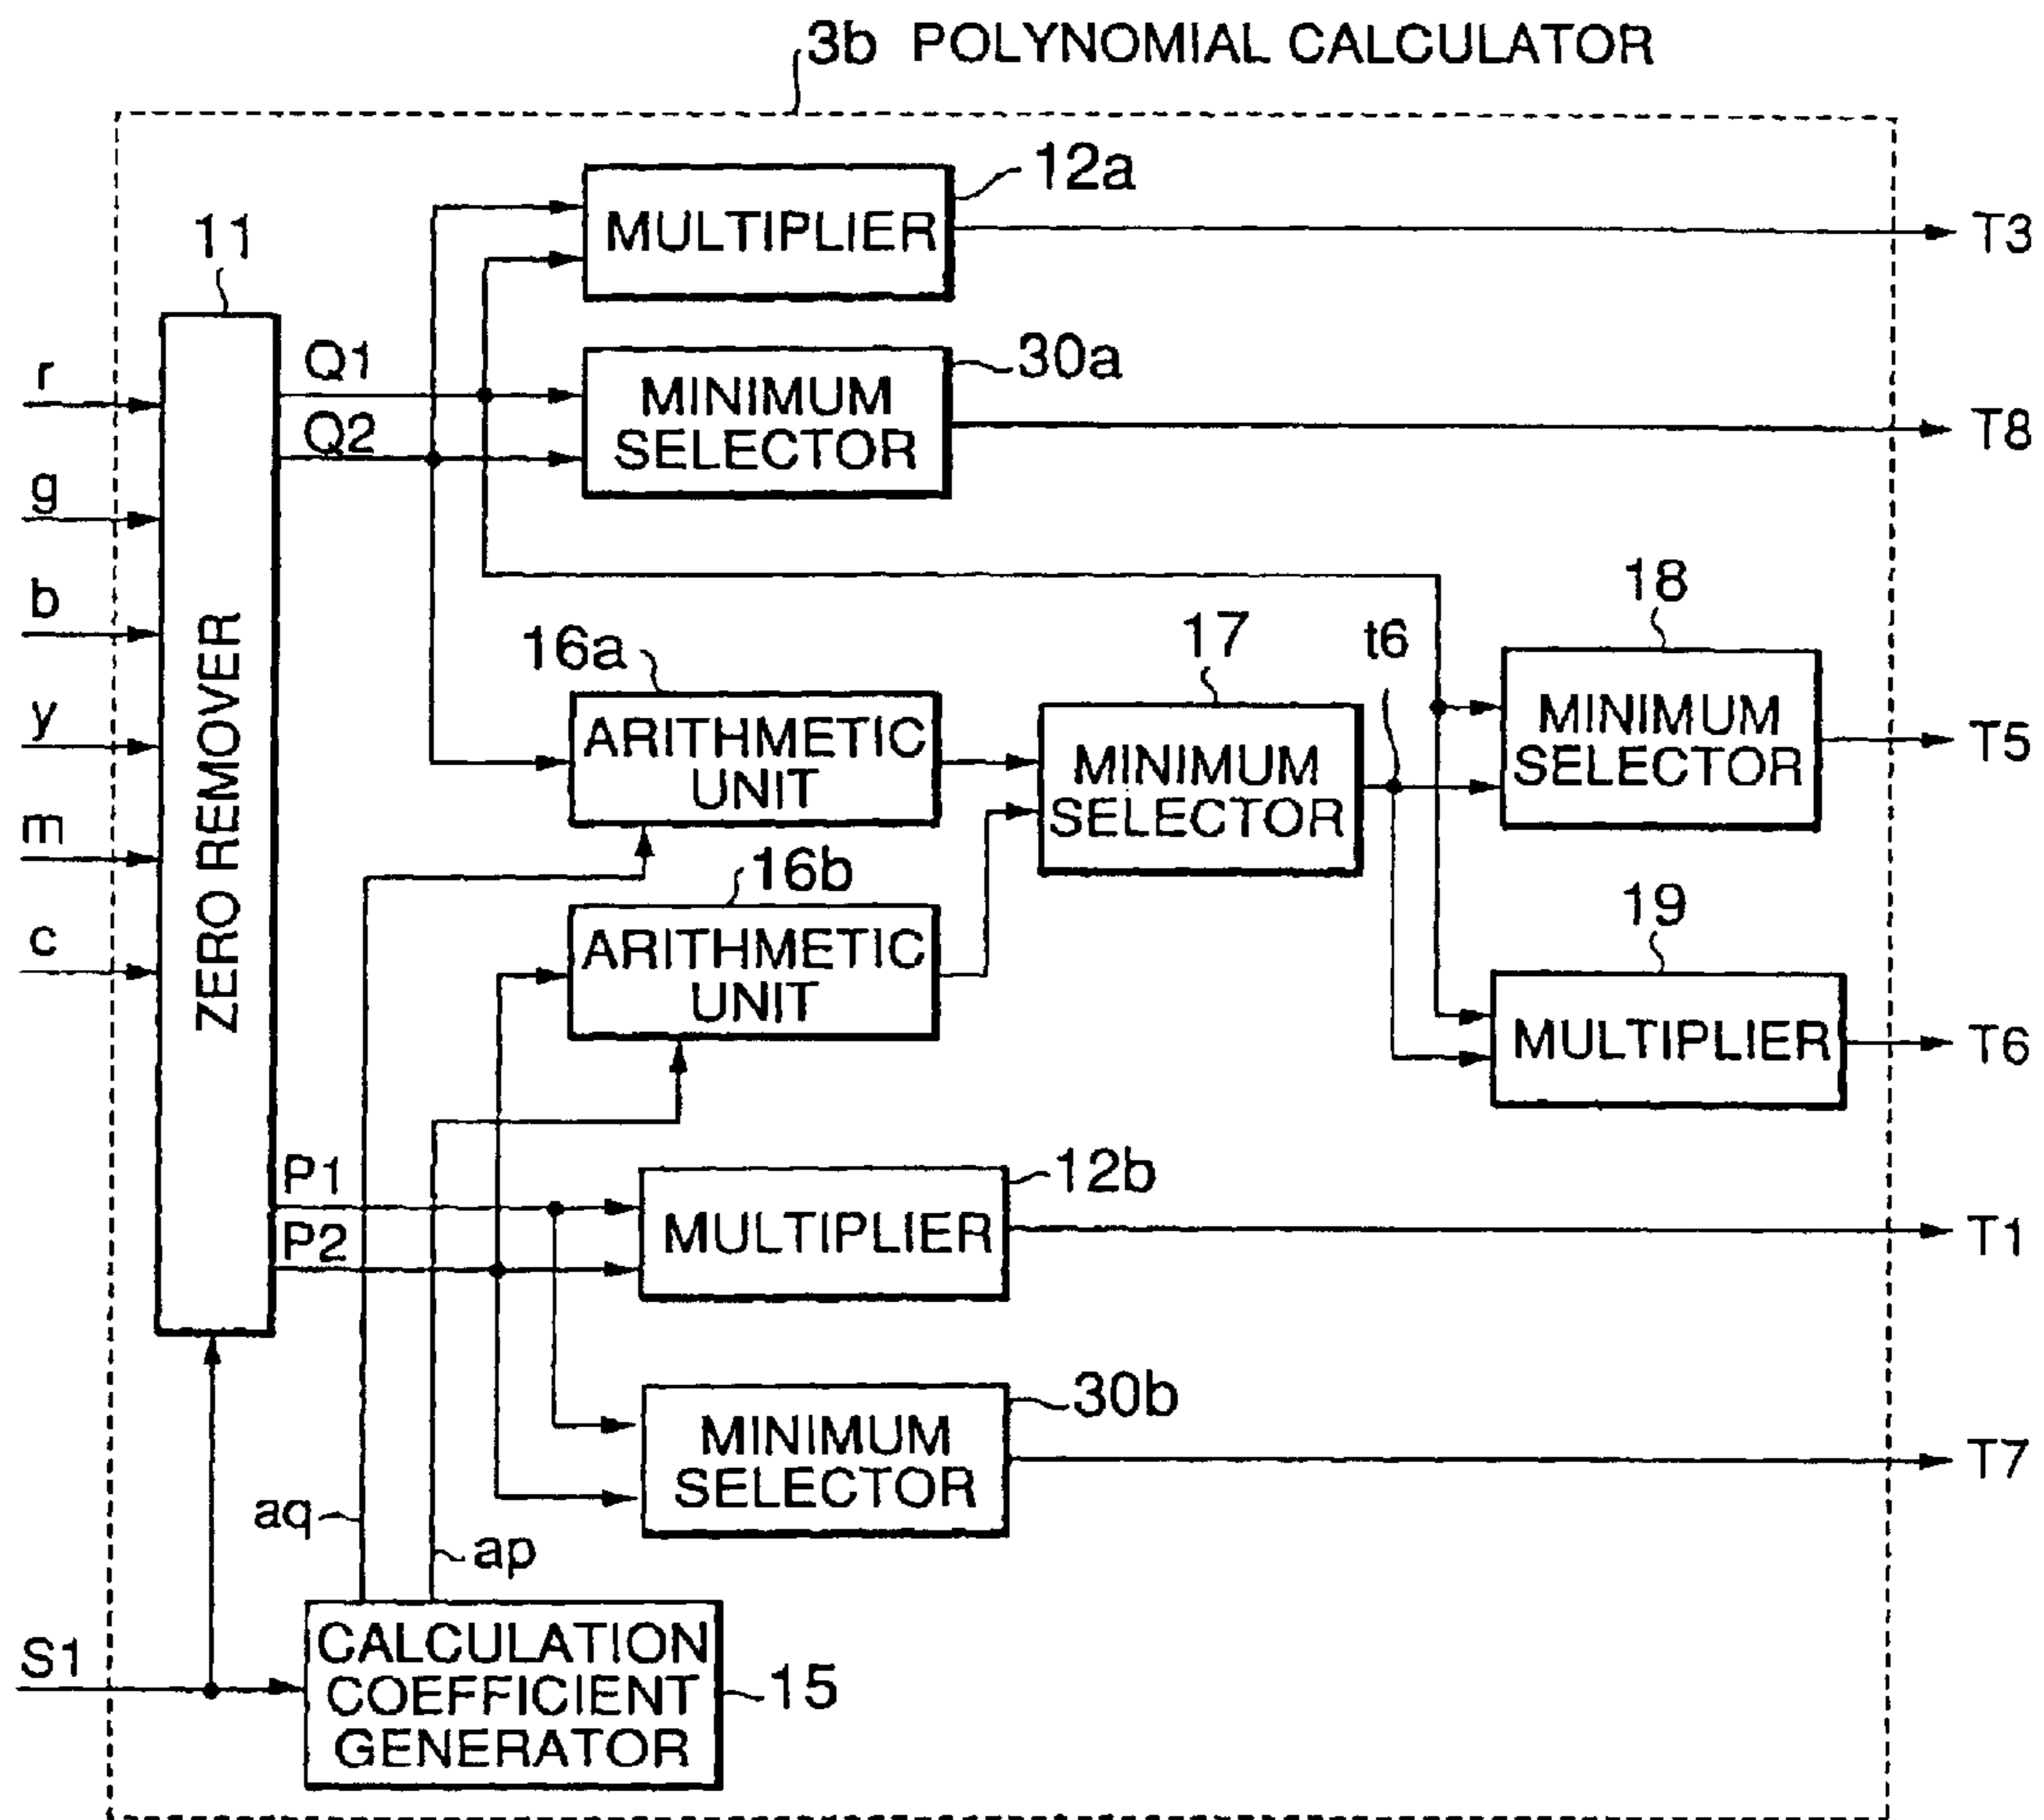 3b POLYNOMIAL CALCULATOR
12a
MULTIPLIER
T3
11
r
Q1
30a
MINIMUM
SELECTOR
T8
Q2
g
b
18
16a
17
t6
y
ARITHMETIC
UNIT
MINIMUM
SELECTOR
MINIMUM
SELECTOR
T5
ZERO REMOVER
m
16b
19
c
ARITHMETIC
UNIT
MULTIPLIER
T6
P1
12b
P2
MULTIPLIER
T1
30b
MINIMUM
SELECTOR
T7
aq
ap
S1
CALCULATION
COEFFICIENT
GENERATOR
15